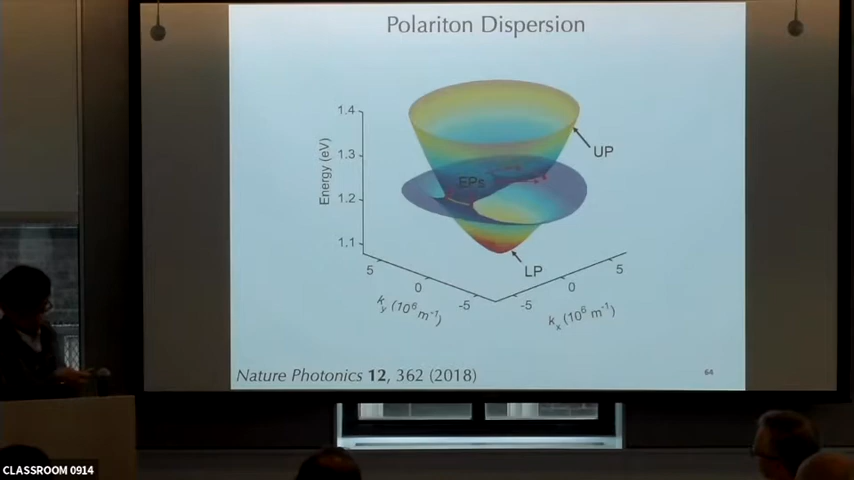 Polariton Dispersion
1.4
1.3
1.2
1.1
Energy (eV)
UP
EPs
LP
5
0
-5
k_y (10⁶ m⁻¹)
-5
0
5
k_x (10⁶ m⁻¹)
Nature Photonics 12, 362 (2018)
64
CLASSROOM 0914